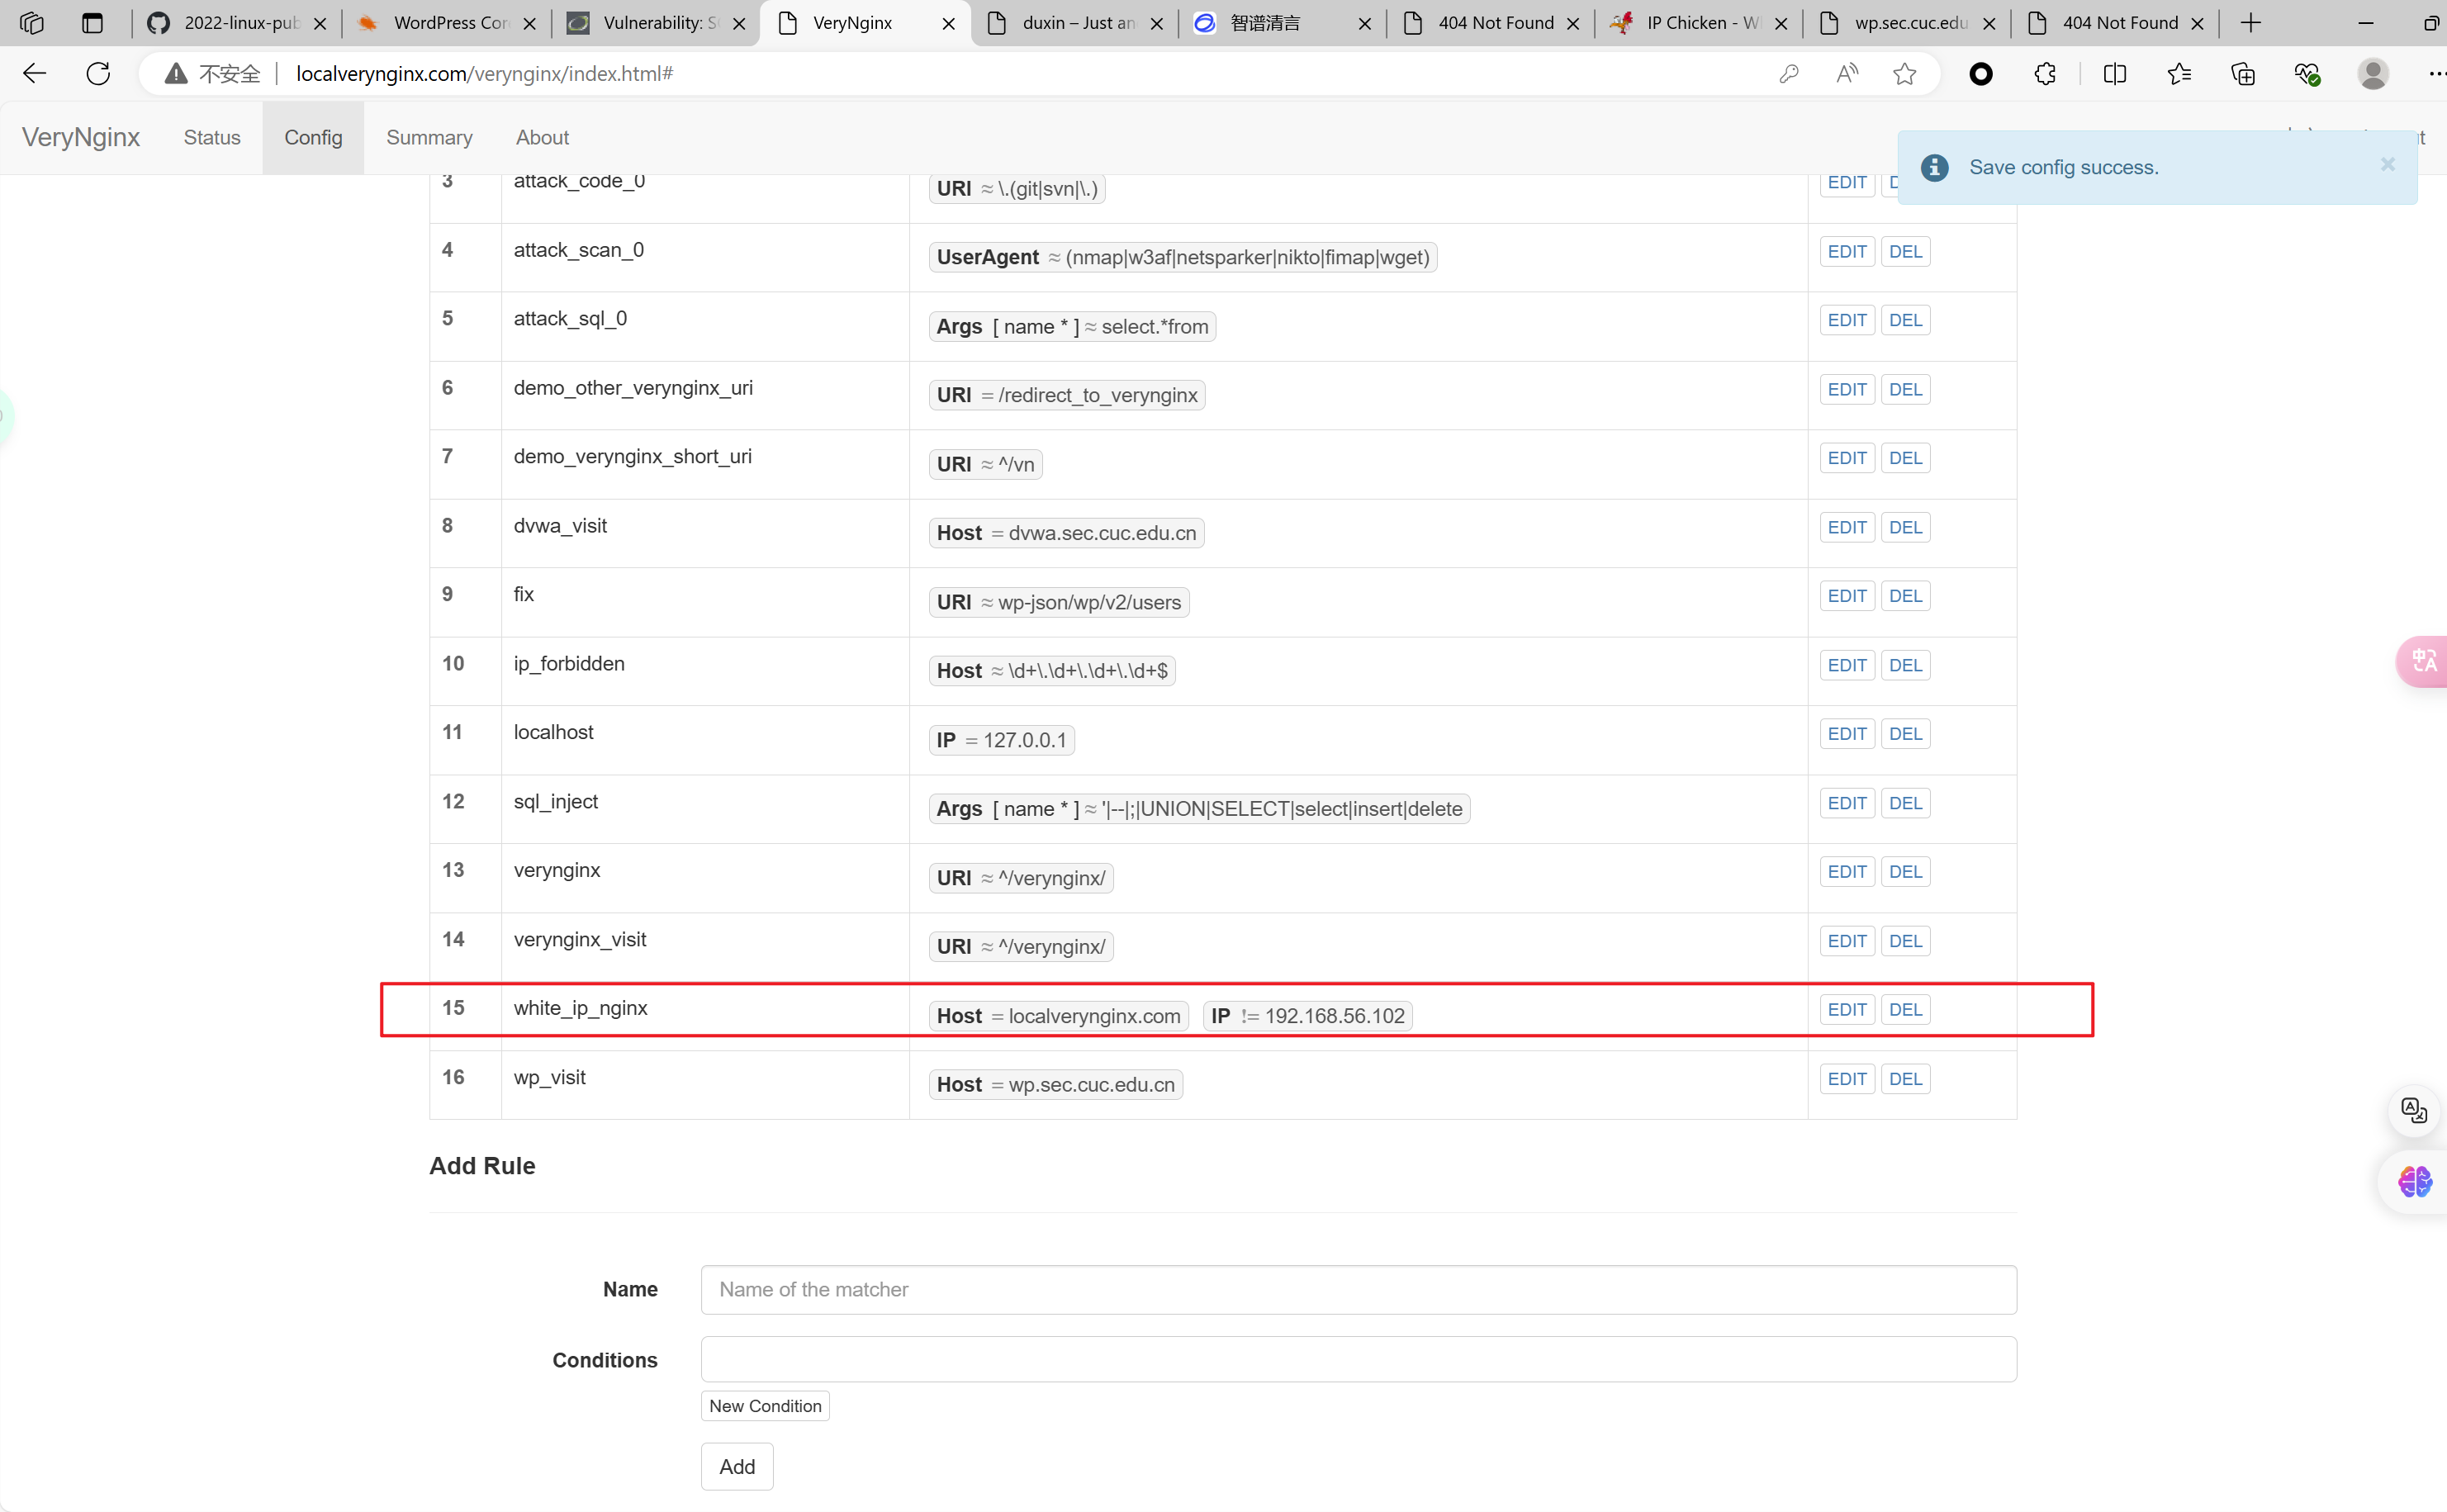 2022-linux-pub
WordPress Cor
Vulnerability: S
VeryNginx
duxin – Just an
智谱清言
404 Not Found
IP Chicken - W
wp.sec.cuc.edu
404 Not Found
不安全
localverynginx.com/verynginx/index.html#
VeryNginx
Status
Config
Summary
About
Save config success.
3 attack_code_0 URI ≈ \.(git|svn|\.) EDIT
4 attack_scan_0 UserAgent ≈ (nmap|w3af|netsparker|nikto|fimap|wget) EDIT DEL
5 attack_sql_0 Args [ name * ] ≈ select.*from EDIT DEL
6 demo_other_verynginx_uri URI = /redirect_to_verynginx EDIT DEL
7 demo_verynginx_short_uri URI ≈ ^/vn EDIT DEL
8 dvwa_visit Host = dvwa.sec.cuc.edu.cn EDIT DEL
9 fix URI ≈ wp-json/wp/v2/users EDIT DEL
10 ip_forbidden Host ≈ \d+\.\d+\.\d+\.\d+$ EDIT DEL
11 localhost IP = 127.0.0.1 EDIT DEL
12 sql_inject Args [ name * ] ≈ '|--|;|UNION|SELECT|select|insert|delete EDIT DEL
13 verynginx URI ≈ ^/verynginx/ EDIT DEL
14 verynginx_visit URI ≈ ^/verynginx/ EDIT DEL
15 white_ip_nginx Host = localverynginx.com IP != 192.168.56.102 EDIT DEL
16 wp_visit Host = wp.sec.cuc.edu.cn EDIT DEL
Add Rule
Name
Name of the matcher
Conditions
New Condition
Add